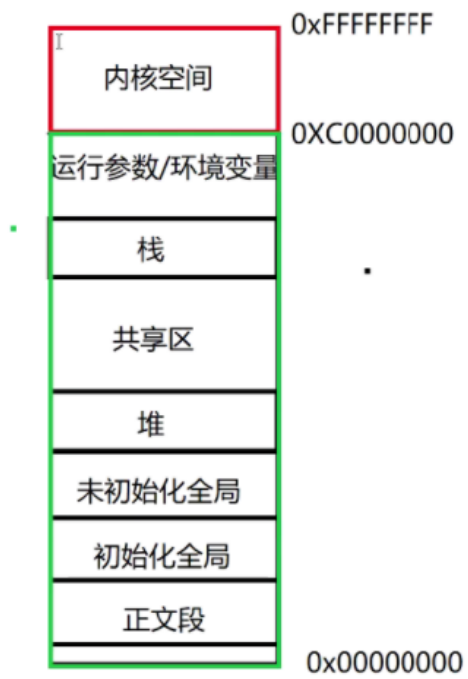 0xFFFFFFFF
内核空间
0XC0000000
运行参数/环境变量
栈
共享区
堆
未初始化全局
初始化全局
正文段
0x00000000